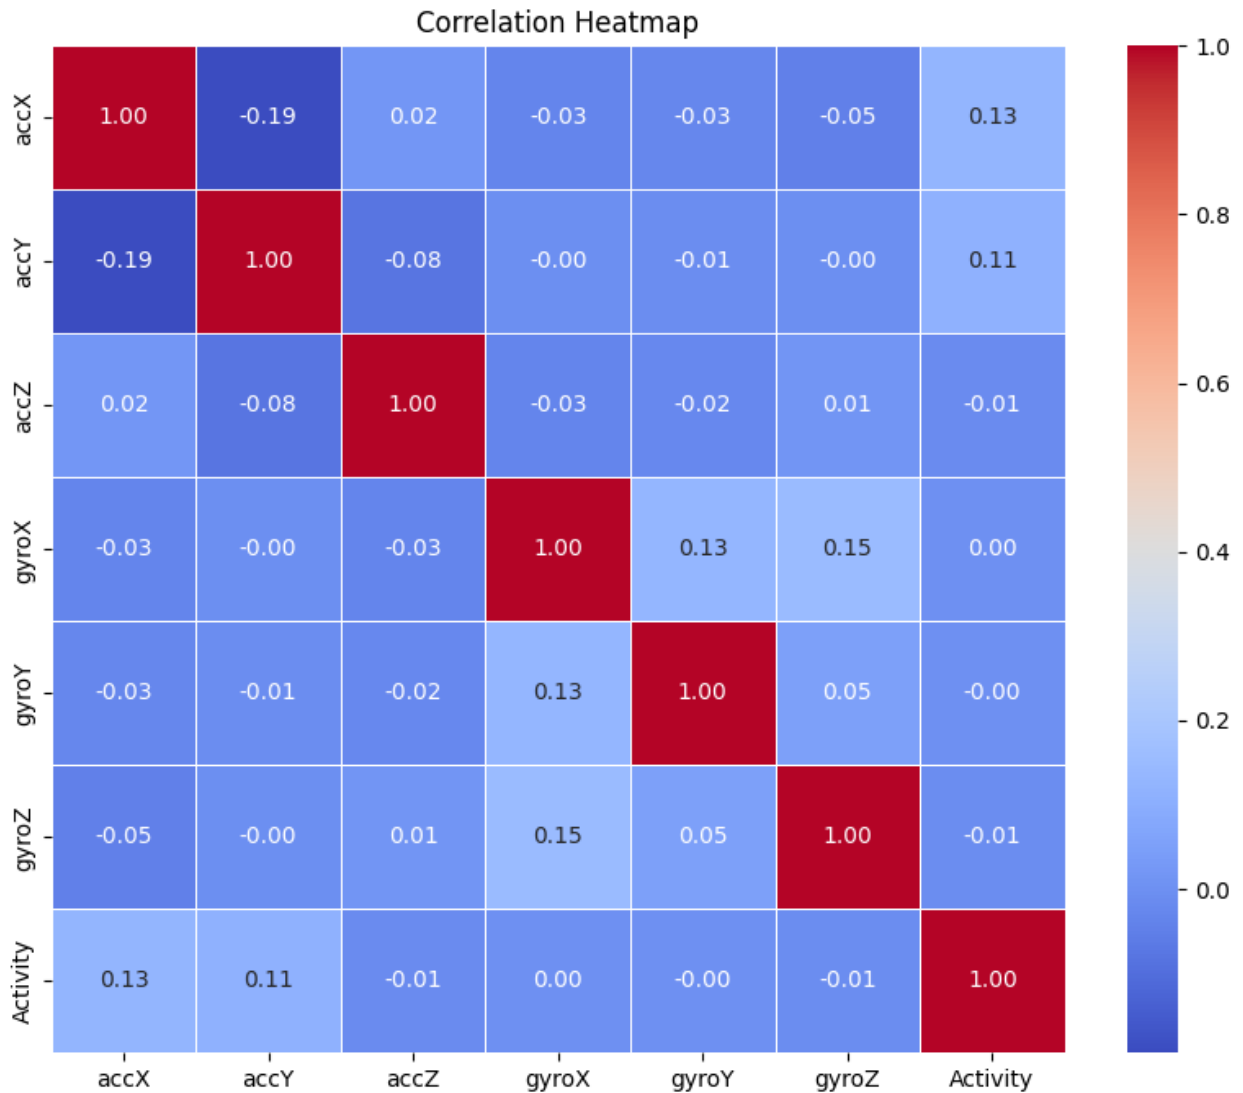 Correlation Heatmap
accX 1.00 -0.19 0.02 -0.03 -0.03 -0.05 0.13
accY -0.19 1.00 -0.08 -0.00 -0.01 -0.00 0.11
accZ 0.02 -0.08 1.00 -0.03 -0.02 0.01 -0.01
gyroX -0.03 -0.00 -0.03 1.00 0.13 0.15 0.00
gyroY -0.03 -0.01 -0.02 0.13 1.00 0.05 -0.00
gyroZ -0.05 -0.00 0.01 0.15 0.05 1.00 -0.01
Activity 0.13 0.11 -0.01 0.00 -0.00 -0.01 1.00
accX accY accZ gyroX gyroY gyroZ Activity
1.0
0.8
0.6
0.4
0.2
0.0